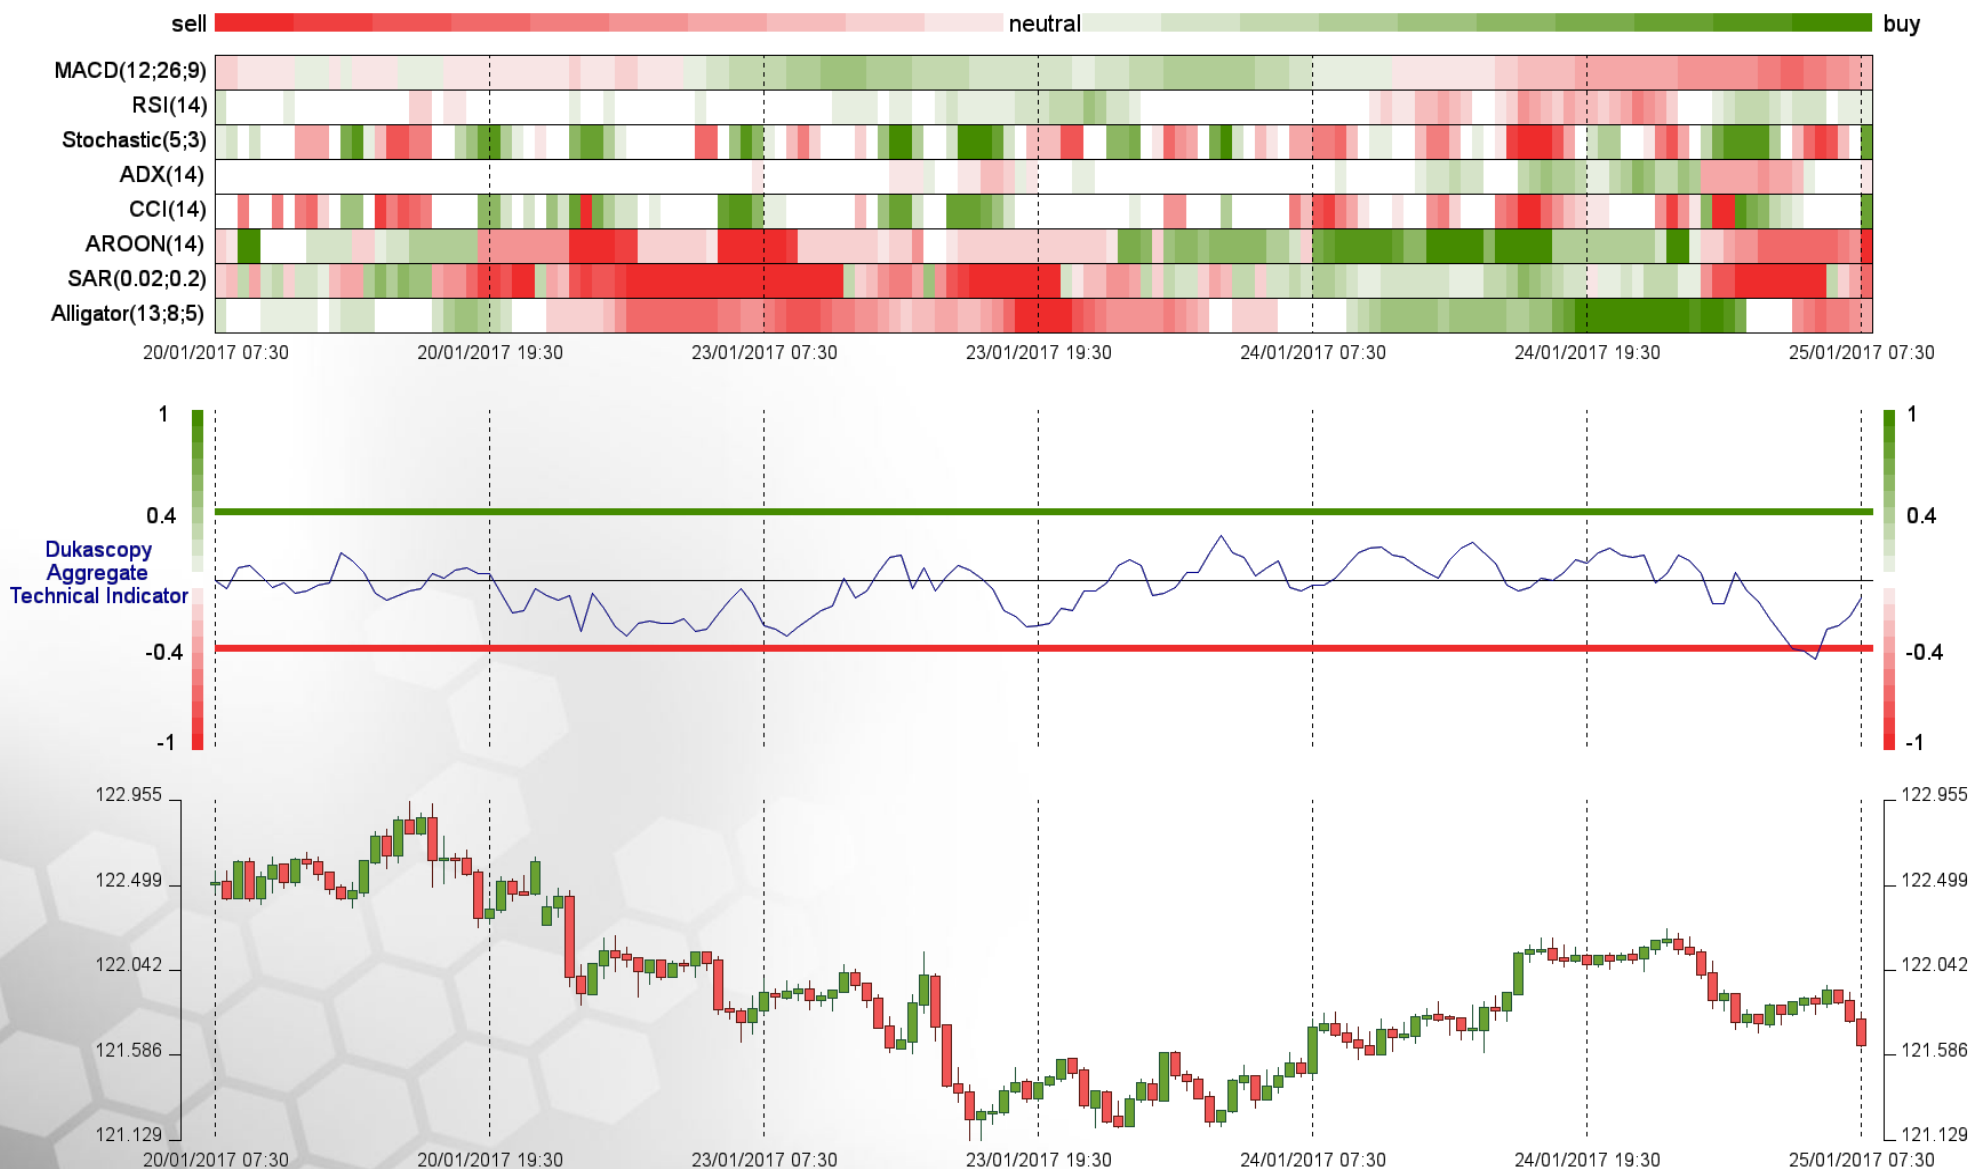 sell neutral buy
MACD(12;26;9)
RSI(14)
Stochastic(5;3)
ADX(14)
CCI(14)
AROON(14)
SAR(0.02;0.2)
Alligator(13;8;5)
20/01/2017 07:30 20/01/2017 19:30 23/01/2017 07:30 23/01/2017 19:30 24/01/2017 07:30 24/01/2017 19:30 25/01/2017 07:30
1 1
0.4 0.4
Dukascopy
Aggregate
Technical Indicator
-0.4 -0.4
-1 -1
122.955 122.955
122.499 122.499
122.042 122.042
121.586 121.586
121.129 121.129
20/01/2017 07:30 20/01/2017 19:30 23/01/2017 07:30 23/01/2017 19:30 24/01/2017 07:30 24/01/2017 19:30 25/01/2017 07:30